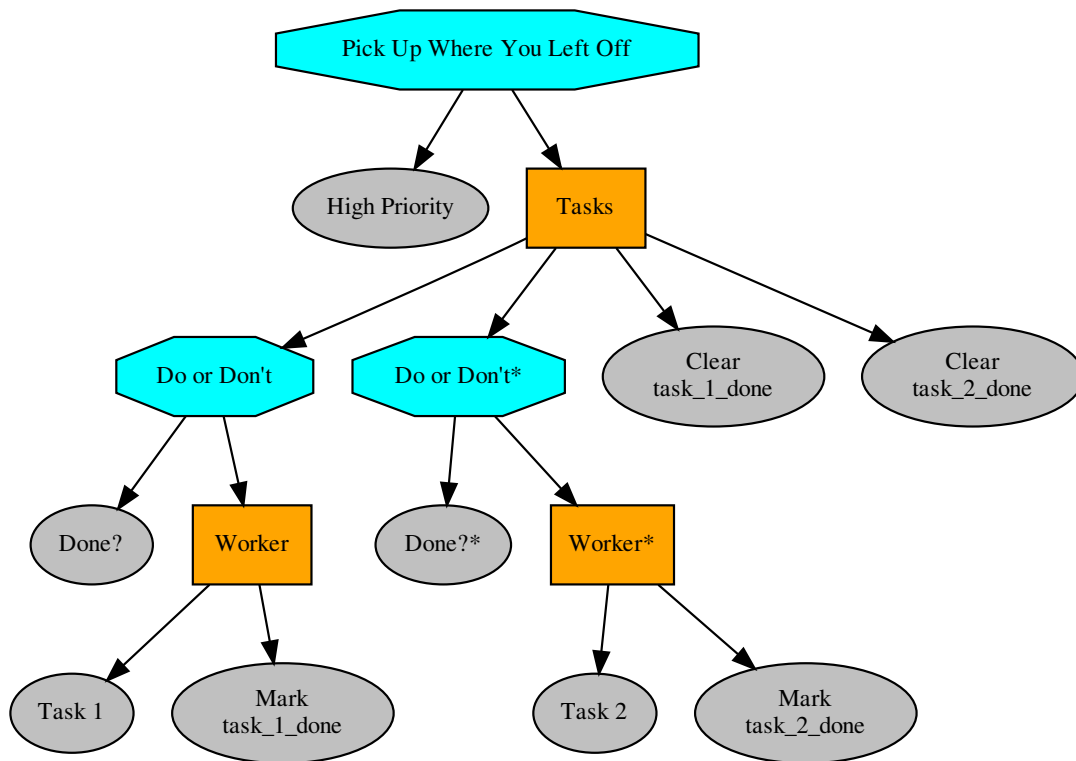 Pick Up Where You Left Off
High Priority
Tasks
Do or Don't
Do or Don't*
Clear
task_1_done
Clear
task_2_done
Done?
Worker
Done?*
Worker*
Task 1
Mark
task_1_done
Task 2
Mark
task_2_done